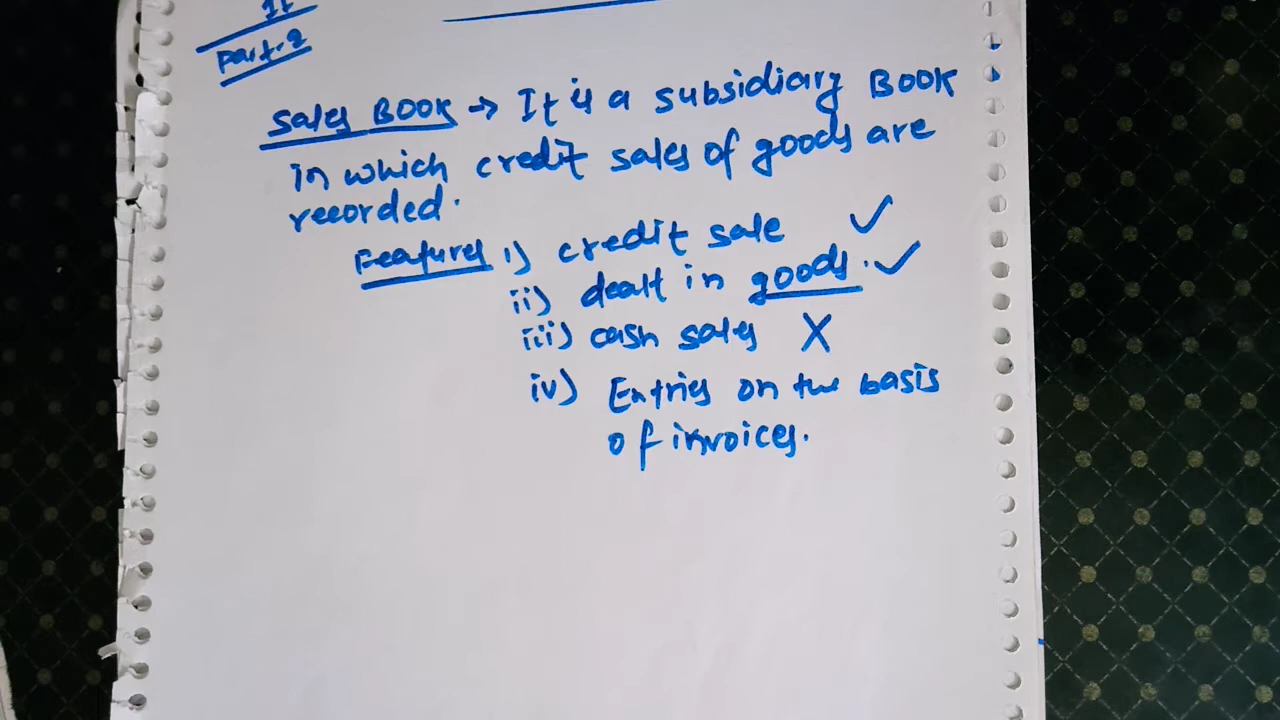 Part-2
Sales BOOK → It is a subsidiary BOOK
in which credit sales of goods are
recorded.
Features i) credit sale ✓
ii) dealt in goods. ✓
iii) cash sales X
iv) Entries on the basis
of invoices.